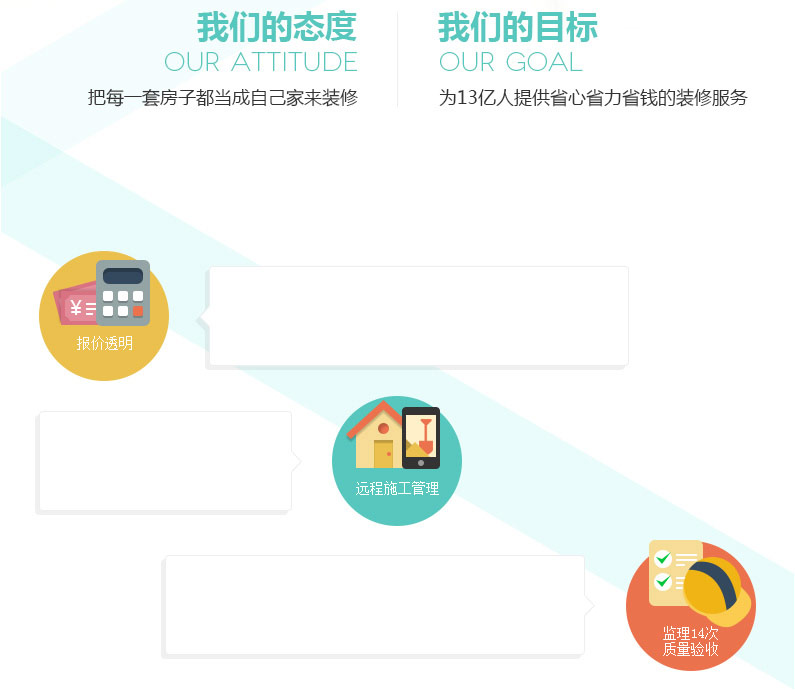 我们的态度
OUR ATTITUDE
把每一套房子都当成自己家来装修
我们的目标
OUR GOAL
为13亿人提供省心省力省钱的装修服务
¥
报价透明
远程施工管理
监理14次
质量验收